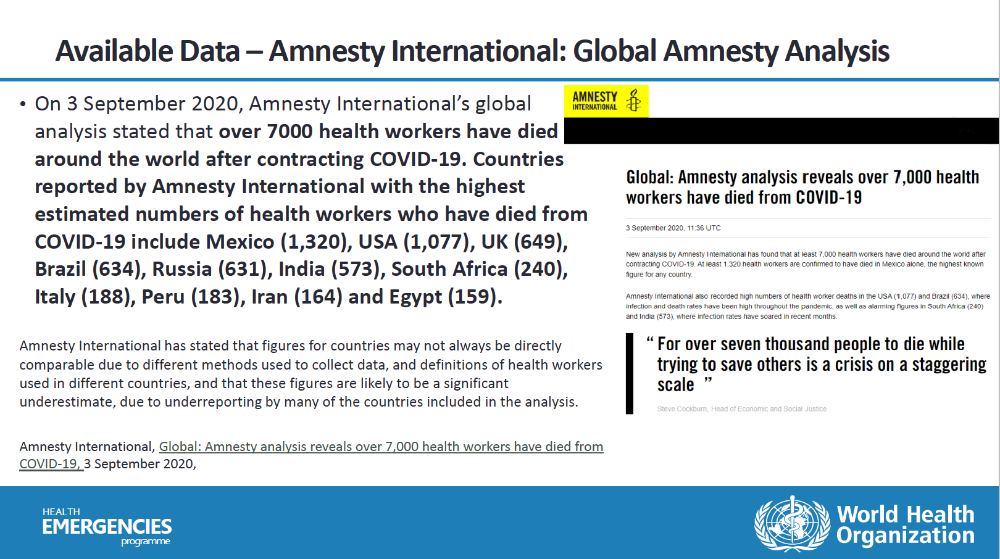 Available Data – Amnesty International: Global Amnesty Analysis
• On 3 September 2020, Amnesty International’s global
analysis stated that over 7000 health workers have died
around the world after contracting COVID-19. Countries
reported by Amnesty International with the highest
estimated numbers of health workers who have died from
COVID-19 include Mexico (1,320), USA (1,077), UK (649),
Brazil (634), Russia (631), India (573), South Africa (240),
Italy (188), Peru (183), Iran (164) and Egypt (159).
Amnesty International has stated that figures for countries may not always be directly
comparable due to different methods used to collect data, and definitions of health workers
used in different countries, and that these figures are likely to be a significant
underestimate, due to underreporting by many of the countries included in the analysis.
Amnesty International, Global: Amnesty analysis reveals over 7,000 health workers have died from
COVID-19, 3 September 2020,
AMNESTY
INTERNATIONAL
Global: Amnesty analysis reveals over 7,000 health
workers have died from COVID-19
3 September 2020, 11:36 UTC
New analysis by Amnesty International has found that at least 7,000 health workers have died around the world after
contracting COVID-19. At least 1,320 health workers are confirmed to have died in Mexico alone, the highest known
figure for any country.
Amnesty International also recorded high numbers of health worker deaths in the USA (1,077) and Brazil (634), where
infection and death rates have been high throughout the pandemic, as well as alarming figures in South Africa (240)
and India (573), where infection rates have soared in recent months.
“ For over seven thousand people to die while
trying to save others is a crisis on a staggering
scale ”
Steve Cockburn, Head of Economic and Social Justice
HEALTH
EMERGENCIES
programme
World Health
Organization